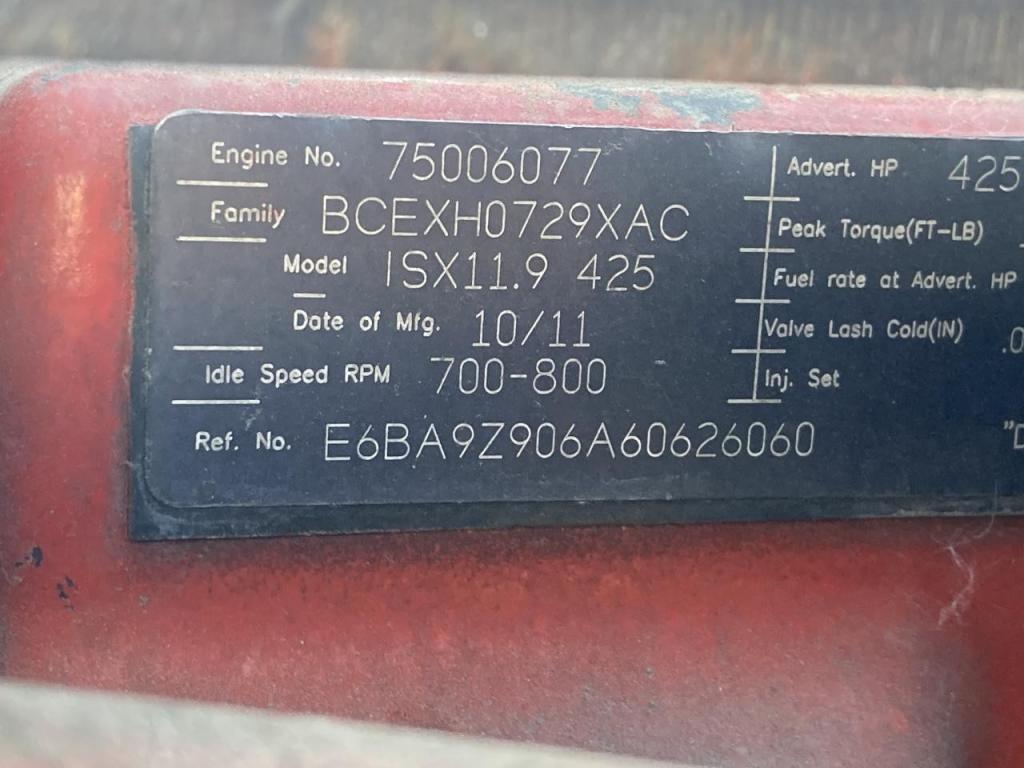 Engine No. 75006077
Family BCEXH0729XAC
Model ISX11.9 425
Date of Mfg. 10/11
Idle Speed RPM 700-800
Ref. No. E6BA9Z906A60626060
Advert. HP 425
Peak Torque(FT-LB)
Fuel rate at Advert. HP
Valve Lash Cold(IN) .0
Inj. Set
"D